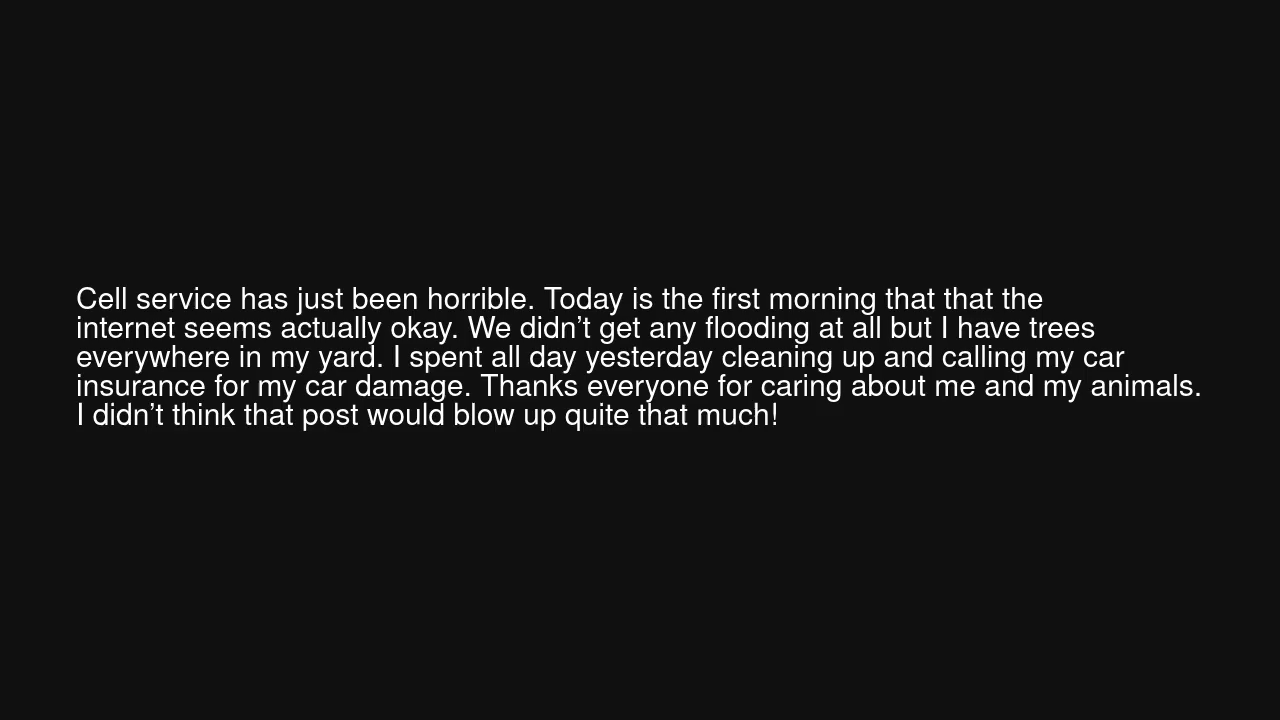 Cell service has just been horrible. Today is the first morning that that the
internet seems actually okay. We didn’t get any flooding at all but I have trees
everywhere in my yard. I spent all day yesterday cleaning up and calling my car
insurance for my car damage. Thanks everyone for caring about me and my animals.
I didn’t think that post would blow up quite that much!